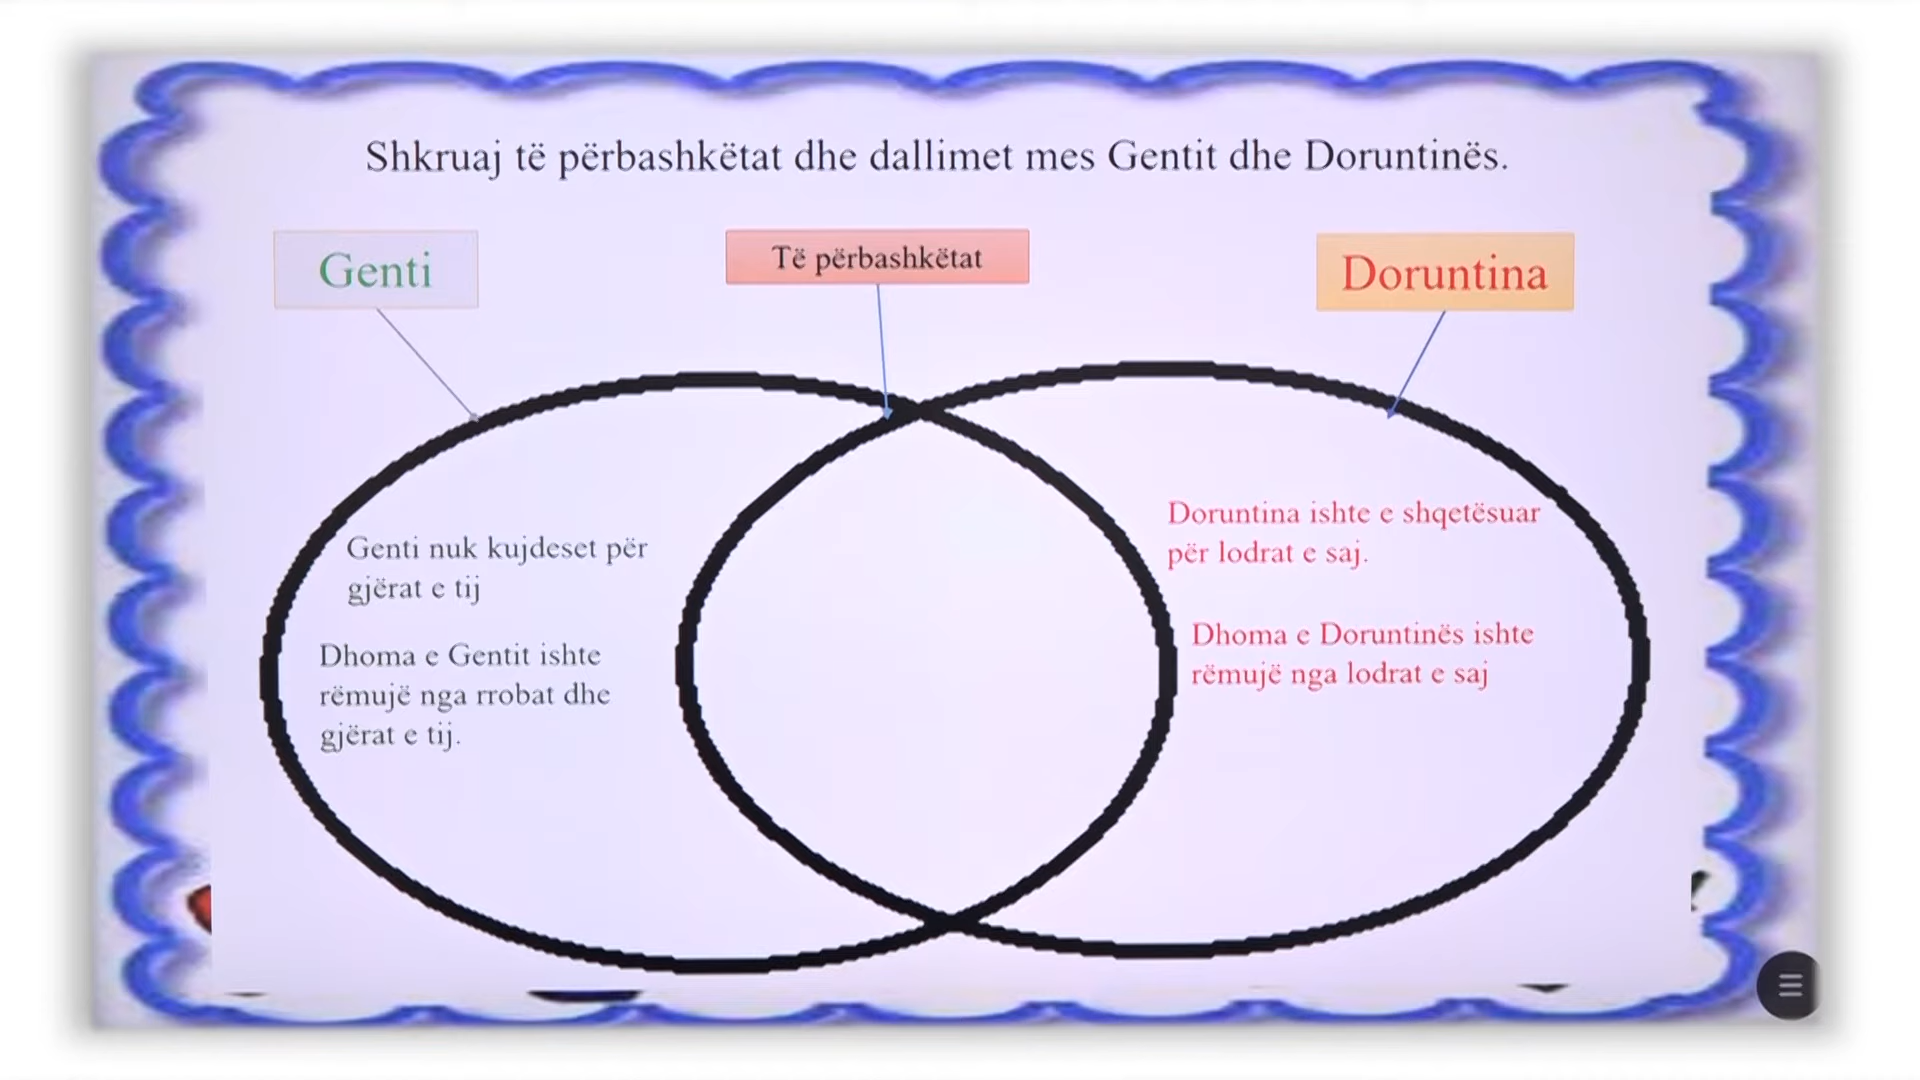 Shkruaj të përbashkëtat dhe dallimet mes Gentit dhe Doruntinës.
Genti
Të përbashkëtat
Doruntina
Genti nuk kujdeset për
gjërat e tij
Dhoma e Gentit ishte
rëmujë nga rrobat dhe
gjërat e tij.
Doruntina ishte e shqetësuar
për lodrat e saj.
Dhoma e Doruntinës ishte
rëmujë nga lodrat e saj